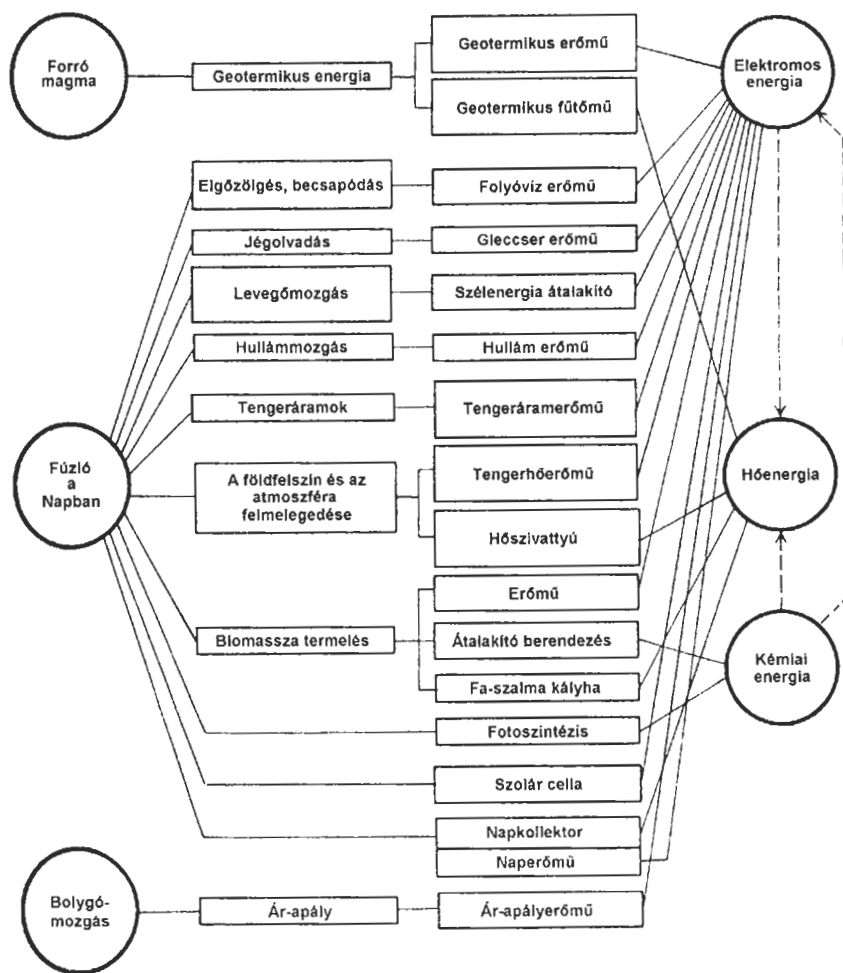 Forró
magma
Geotermikus energia
Geotermikus erőmű
Geotermikus fűtőmű
Elektromos
energia
Elgőzölgés, becsapódás
Folyóvíz erőmű
Jégolvadás
Gleccser erőmű
Levegőmozgás
Szélenergia átalakító
Hullámmozgás
Hullám erőmű
Tengeráramok
Tengeráramerőmű
Fúzió
a
Napban
A földfelszín és az
atmoszféra
felmelegedése
Tengerhőerőmű
Hőszivattyú
Hőenergia
Biomassza termelés
Erőmű
Átalakító berendezés
Fa-szalma kályha
Kémiai
energia
Fotoszintézis
Szolár cella
Napkollektor
Naperőmű
Bolygó-
mozgás
Ár-apály
Ár-apályerőmű